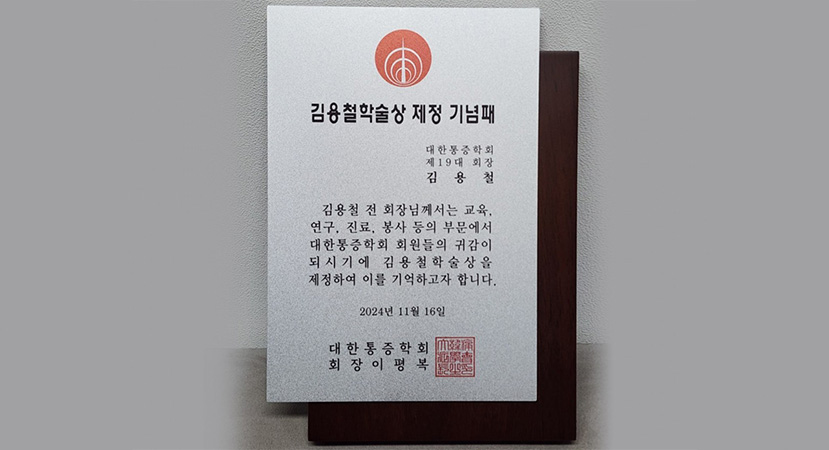 김용철학술상 제정 기념패
대한통증학회
제19대 회장
김 용 철
김용철 전 회장님께서는 교육,
연구, 진료, 봉사 등의 부문에서
대한통증학회 회원들의 귀감이
되시기에 김용철학술상을
제정하여 이를 기억하고자 합니다.
2024년 11월 16일
대한통증학회
회장이평복